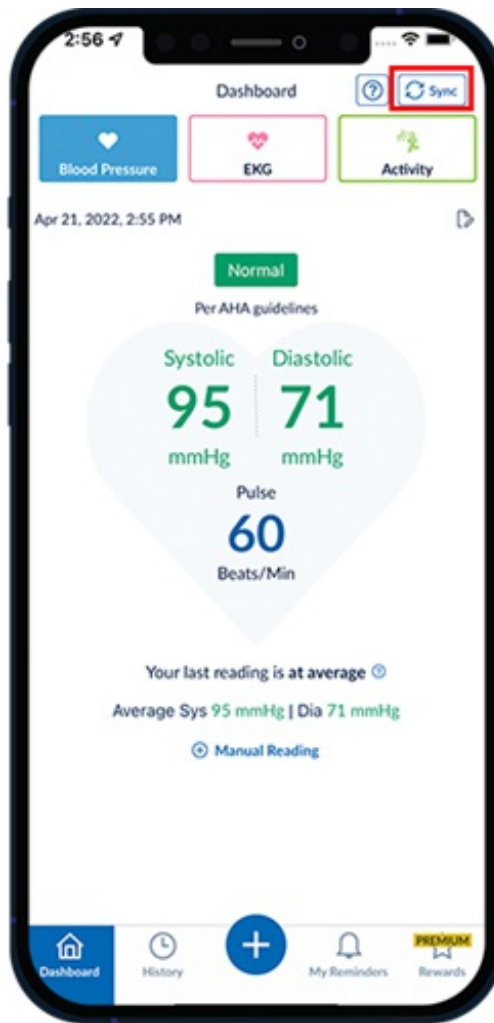 2:56
Dashboard
Sync
Blood Pressure
EKG
Activity
Apr 21, 2022, 2:55 PM
Normal
Per AHA guidelines
Systolic Diastolic
95 71
mmHg mmHg
Pulse
60
Beats/Min
Your last reading is at average
Average Sys 95 mmHg | Dia 71 mmHg
Manual Reading
PREMIUM
Dashboard
History
My Reminders
Rewards